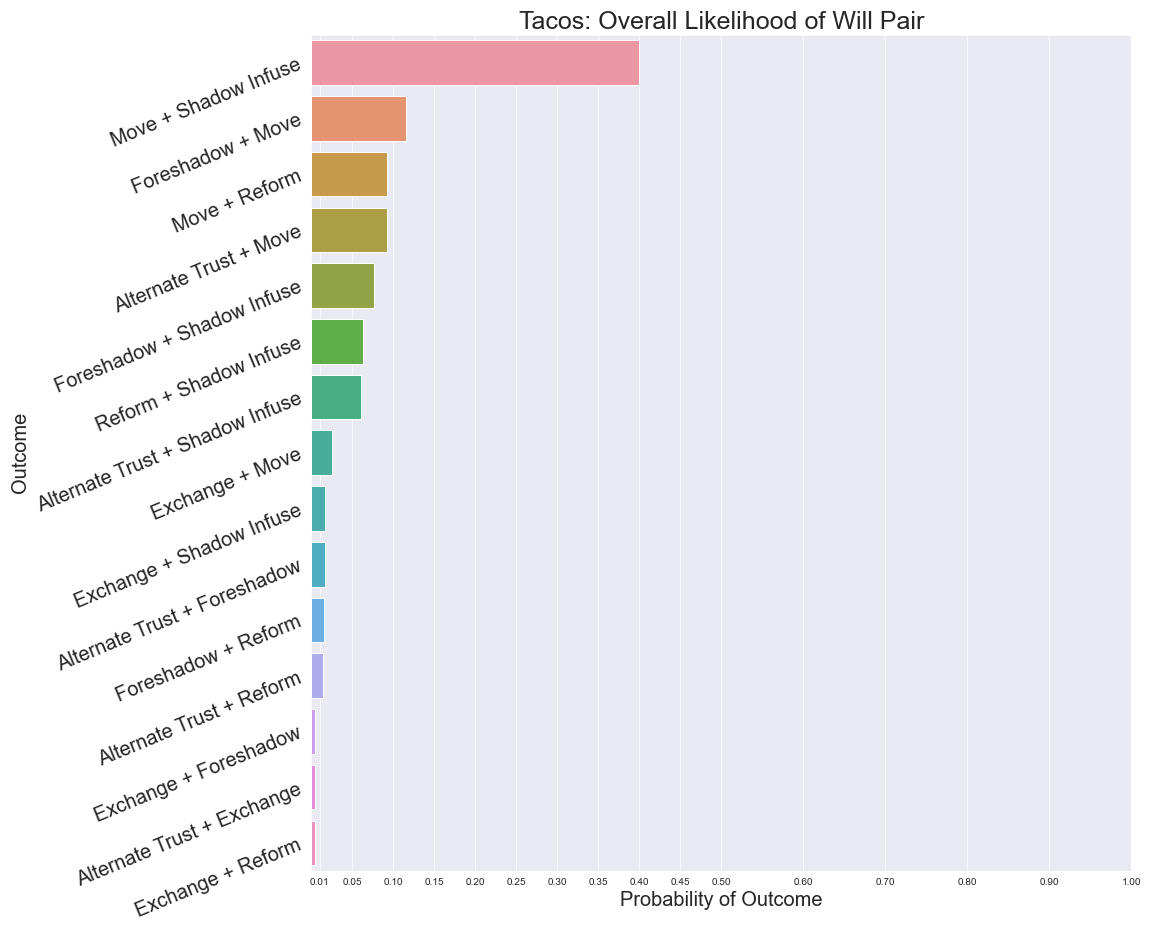 Tacos: Overall Likelihood of Will Pair
Outcome
Move + Shadow Infuse
Foreshadow + Move
Move + Reform
Alternate Trust + Move
Foreshadow + Shadow Infuse
Reform + Shadow Infuse
Alternate Trust + Shadow Infuse
Exchange + Move
Exchange + Shadow Infuse
Alternate Trust + Foreshadow
Foreshadow + Reform
Alternate Trust + Reform
Exchange + Foreshadow
Alternate Trust + Exchange
Exchange + Reform
0.01 0.05 0.10 0.15 0.20 0.25 0.30 0.35 0.40 0.45 0.50 0.60 0.70 0.80 0.90 1.00
Probability of Outcome